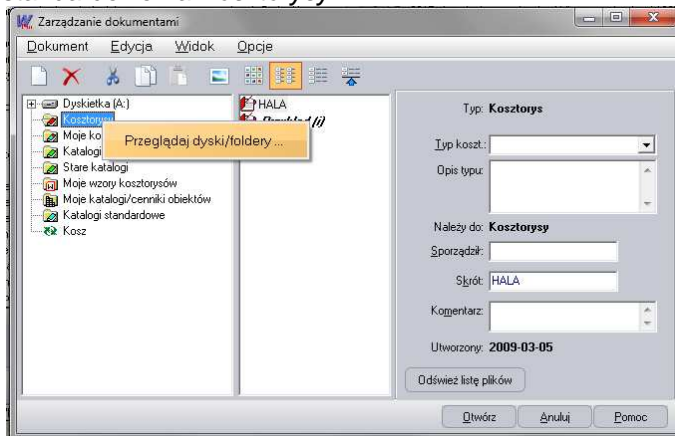 Zarządzanie dokumentami
Dokument Edycja Widok Opcje
Dyskietka (A:)
Kosztorysy
Moje ko
Katalogi
Stare katalogi
Moje wzory kosztorysów
Moje katalogi/cenniki obiektów
Katalogi standardowe
Kosz
Przeglądaj dyski/foldery ...
HALA
(i)
Typ: Kosztorys
Typ koszt.:
Opis typu:
Należy do: Kosztorysy
Sporządził:
Skrót: HALA
Komentarz:
Utworzony: 2009-03-05
Odśwież listę plików
Otwórz Anuluj Pomoc